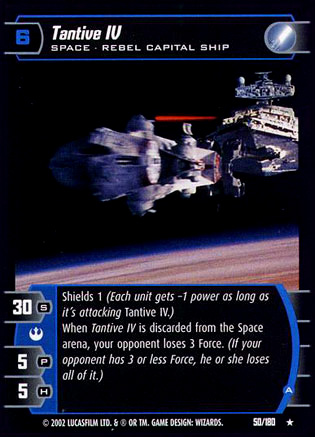 6
Tantive IV
SPACE · REBEL CAPITAL SHIP
30 S
5 P
5 H
Shields 1 (Each unit gets -1 power as long as
it's attacking Tantive IV.)
When Tantive IV is discarded from the Space
arena, your opponent loses 3 Force. (If your
opponent has 3 or less Force, he or she loses
all of it.)
A
© 2002 LUCASFILM LTD. & ® OR TM. GAME DESIGN: WIZARDS.
50/180